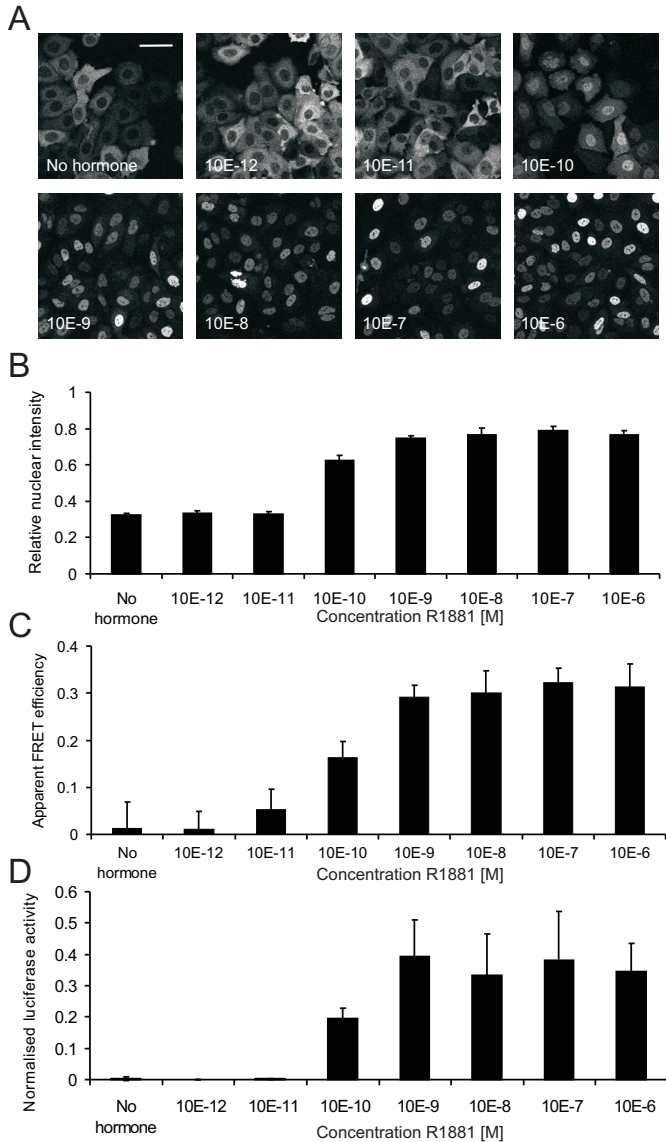 A
No hormone
10E-12
10E-11
10E-10
10E-9
10E-8
10E-7
10E-6
B
Relative nuclear intensity
1
0.8
0.6
0.4
0.2
0
No hormone
10E-12
10E-11
10E-10
10E-9
10E-8
10E-7
10E-6
Concentration R1881 [M]
C
Apparent FRET efficiency
0.4
0.3
0.2
0.1
0
No hormone
10E-12
10E-11
10E-10
10E-9
10E-8
10E-7
10E-6
Concentration R1881 [M]
D
Normalised luciferase activity
0.6
0.5
0.4
0.3
0.2
0.1
0
No hormone
10E-12
10E-11
10E-10
10E-9
10E-8
10E-7
10E-6
Concentration R1881 [M]